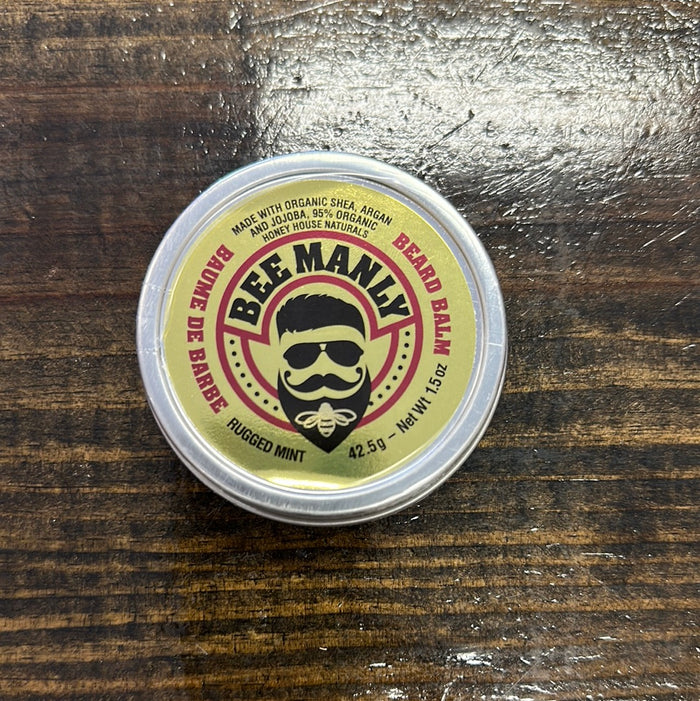 MADE WITH ORGANIC SHEA, ARGAN
AND JOJOBA, 95% ORGANIC
HONEY HOUSE NATURALS
BEE MANLY
BAUME DE BARBE
BEARD BALM
RUGGED MINT
42.5g – Net Wt 1.5 oz